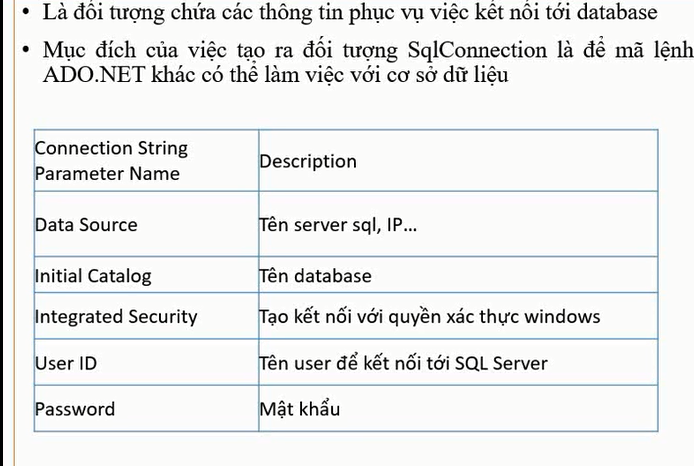 • Là đối tượng chứa các thông tin phục vụ việc kết nối tới database
• Mục đích của việc tạo ra đối tượng SqlConnection là để mã lệnh
ADO.NET khác có thể làm việc với cơ sở dữ liệu
Connection String
Parameter Name
Description
Data Source
Tên server sql, IP...
Initial Catalog
Tên database
Integrated Security
Tạo kết nối với quyền xác thực windows
User ID
Tên user để kết nối tới SQL Server
Password
Mật khẩu